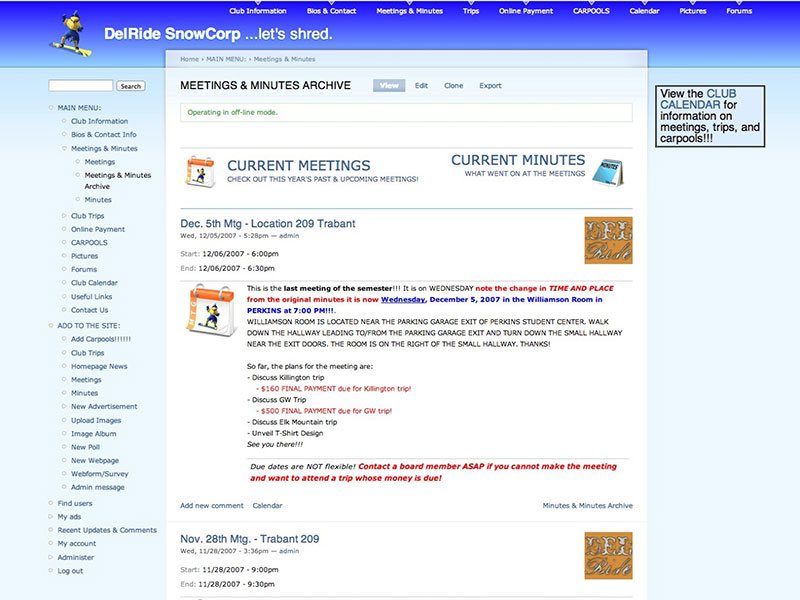 Club Information
Bios & Contact
Meetings & Minutes
Trips
Online Payment
CARPOOLS
Calendar
Pictures
Forums
DelRide SnowCorp ...let's shred.
Search
MAIN MENU:
Club Information
Bios & Contact Info
Meetings & Minutes
Meetings
Meetings & Minutes
Archive
Minutes
Club Trips
Online Payment
CARPOOLS
Pictures
Forums
Club Calendar
Useful Links
Contact Us
ADD TO THE SITE:
Add Carpools!!!!!!
Club Trips
Homepage News
Meetings
Minutes
New Advertisement
Upload Images
Image Album
New Poll
New Webpage
Webform/Survey
Admin message
Find users
My ads
Recent Updates & Comments
My account
Administer
Log out
Home › MAIN MENU: › Meetings & Minutes
MEETINGS & MINUTES ARCHIVE
View
Edit
Clone
Export
Operating in off-line mode.
CURRENT MEETINGS
CHECK OUT THIS YEAR'S PAST & UPCOMING MEETINGS!
CURRENT MINUTES
WHAT WENT ON AT THE MEETINGS
MINUTES
Dec. 5th Mtg - Location 209 Trabant
Wed, 12/05/2007 - 5:28pm — admin
DEL
Ride
Start: 12/06/2007 - 6:00pm
End: 12/06/2007 - 6:30pm
This is the last meeting of the semester!!! It is on WEDNESDAY note the change in TIME AND PLACE
from the original minutes it is now Wednesday, December 5, 2007 in the Williamson Room in
PERKINS at 7:00 PM!!!.
WILLIAMSON ROOM IS LOCATED NEAR THE PARKING GARAGE EXIT OF PERKINS STUDENT CENTER. WALK
DOWN THE HALLWAY LEADING TO/FROM THE PARKING GARAGE EXIT AND TURN DOWN THE SMALL HALLWAY
NEAR THE EXIT DOORS. THE ROOM IS ON THE RIGHT OF THE SMALL HALLWAY. THANKS!
So far, the plans for the meeting are:
- Discuss Killington trip
- $160 FINAL PAYMENT due for Killington trip!
- Discuss GW Trip
- $500 FINAL PAYMENT due for GW trip!
- Discuss Elk Mountain trip
- Unveil T-Shirt Design
See you there!!!
Due dates are NOT flexible! Contact a board member ASAP if you cannot make the meeting
and want to attend a trip whose money is due!
Add new comment
Calendar
Minutes & Minutes Archive
Nov. 28th Mtg. - Trabant 209
Wed, 11/28/2007 - 3:36pm — admin
DEL
Ride
Start: 11/28/2007 - 9:00pm
End: 11/28/2007 - 9:30pm
View the CLUB
CALENDAR for
information on
meetings, trips, and
carpools!!!